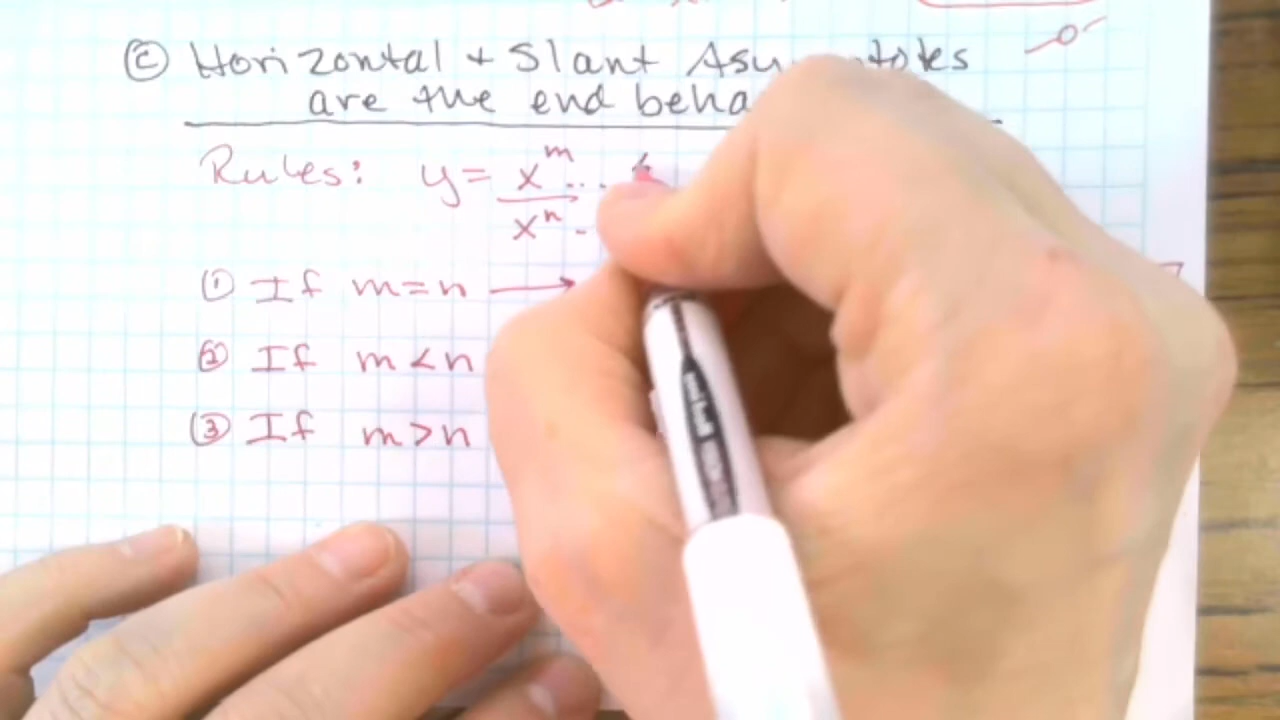 Ⓒ Horizontal + Slant
are the end
Rules: y = x^m...
x^n -
① If m=n →
② If m<n
③ If m>n